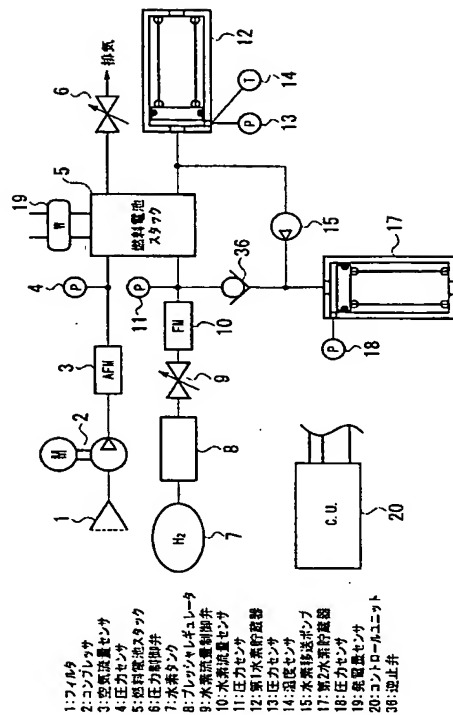 19
W
5
燃料電池
スタック
6
排気
12
14
T
13
P
4
P
3
AFM
2
M
1
11
P
10
FM
9
8
H₂
7
36
15
17
18
P
C.U.
20
1:フィルタ
2:コンプレッサ
3:空気流量センサ
4:圧力センサ
5:燃料電池スタック
6:圧力制御弁
7:水素タンク
8:プレッシャレギュレータ
9:水素流量制御弁
10:水素流量センサ
11:圧力センサ
12:第1水素貯蔵器
13:圧力センサ
14:温度センサ
15:水素移送ポンプ
17:第2水素貯蔵器
18:圧力センサ
19:発電量センサ
20:コントロールユニット
36:逆止弁